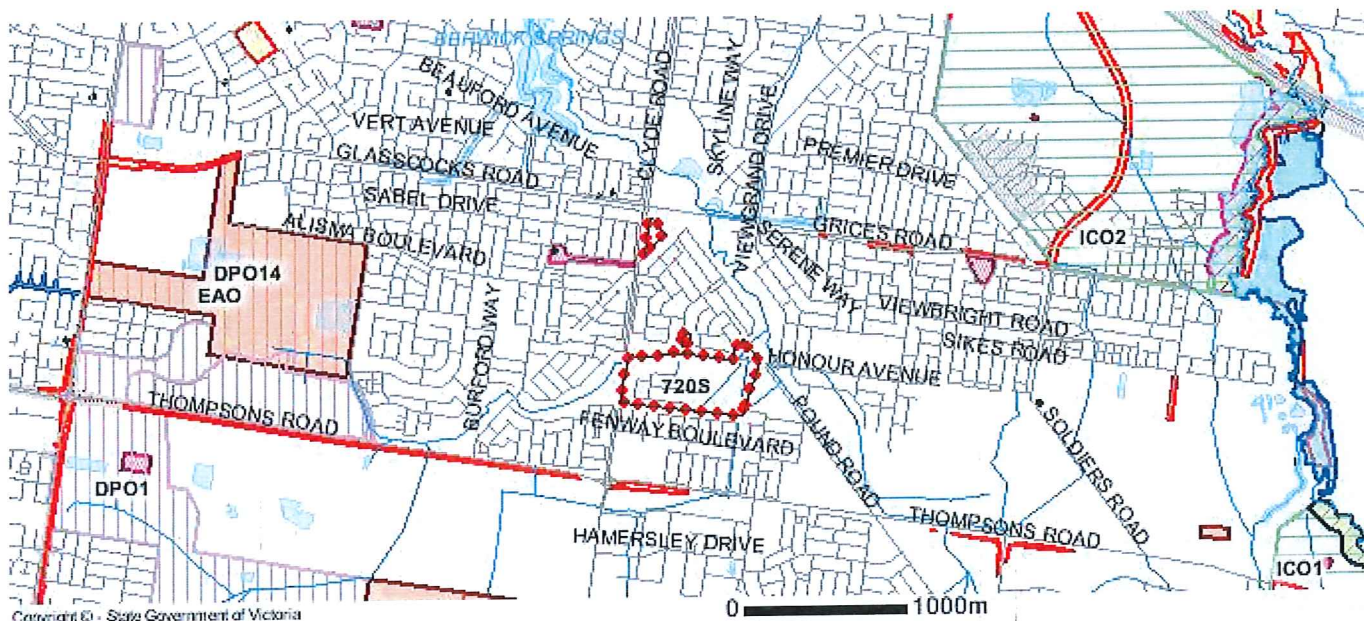 BERWICK SPRINGS
BEAUFORD AVENUE
CLYDE ROAD
SKYLINE WAY
VIEWGRAND DRIVE
VERT AVENUE
PREMIER DRIVE
GLASSCOCKS ROAD
SABEL DRIVE
ALISMA BOULEVARD
GRICES ROAD
ICO2
SERENE WAY
DPO14
EAO
BURFORD WAY
VIEWBRIGHT ROAD
SIKES ROAD
HONOUR AVENUE
720S
THOMPSONS ROAD
FENWAY BOULEVARD
POUND ROAD
SOLDIERS ROAD
DPO1
THOMPSONS ROAD
HAMERSLEY DRIVE
ICO1
0 1000m
Copyright © - State Government of Victoria